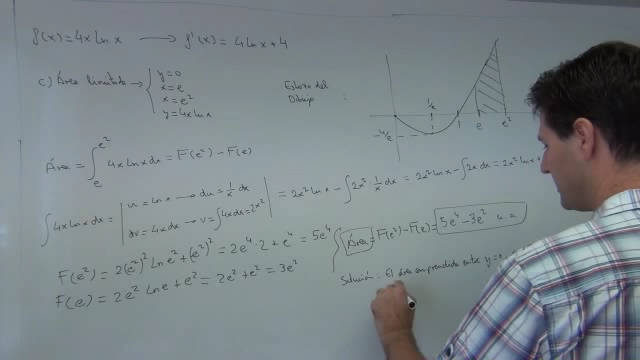 f(x)=4x ln x → f'(x)=4 ln x+4
c) Área limitada → { y=0
x=e
x=e²
y=4x ln x
Esbozo del
Dibujo :
1/e
-4/e
1 e e²
Área = ∫ₑ^e² 4x ln x dx = F(e²) - F(e)
∫4x ln x dx = | u = ln x → du = 1/x dx
dv = 4x dx → v = ∫4x dx = 2x² | = 2x² ln x - ∫2x² · 1/x dx = 2x² ln x - ∫2x dx = 2x² ln x
F(e²) = 2(e²)² ln e² + (e²)² = 2e⁴ · 2 + e⁴ = 5e⁴
F(e) = 2e² ln e + e² = 2e² + e² = 3e²
Área = F(e²) - F(e) = 5e⁴ - 3e² u.a.
Solución : El área comprendida entre y=0